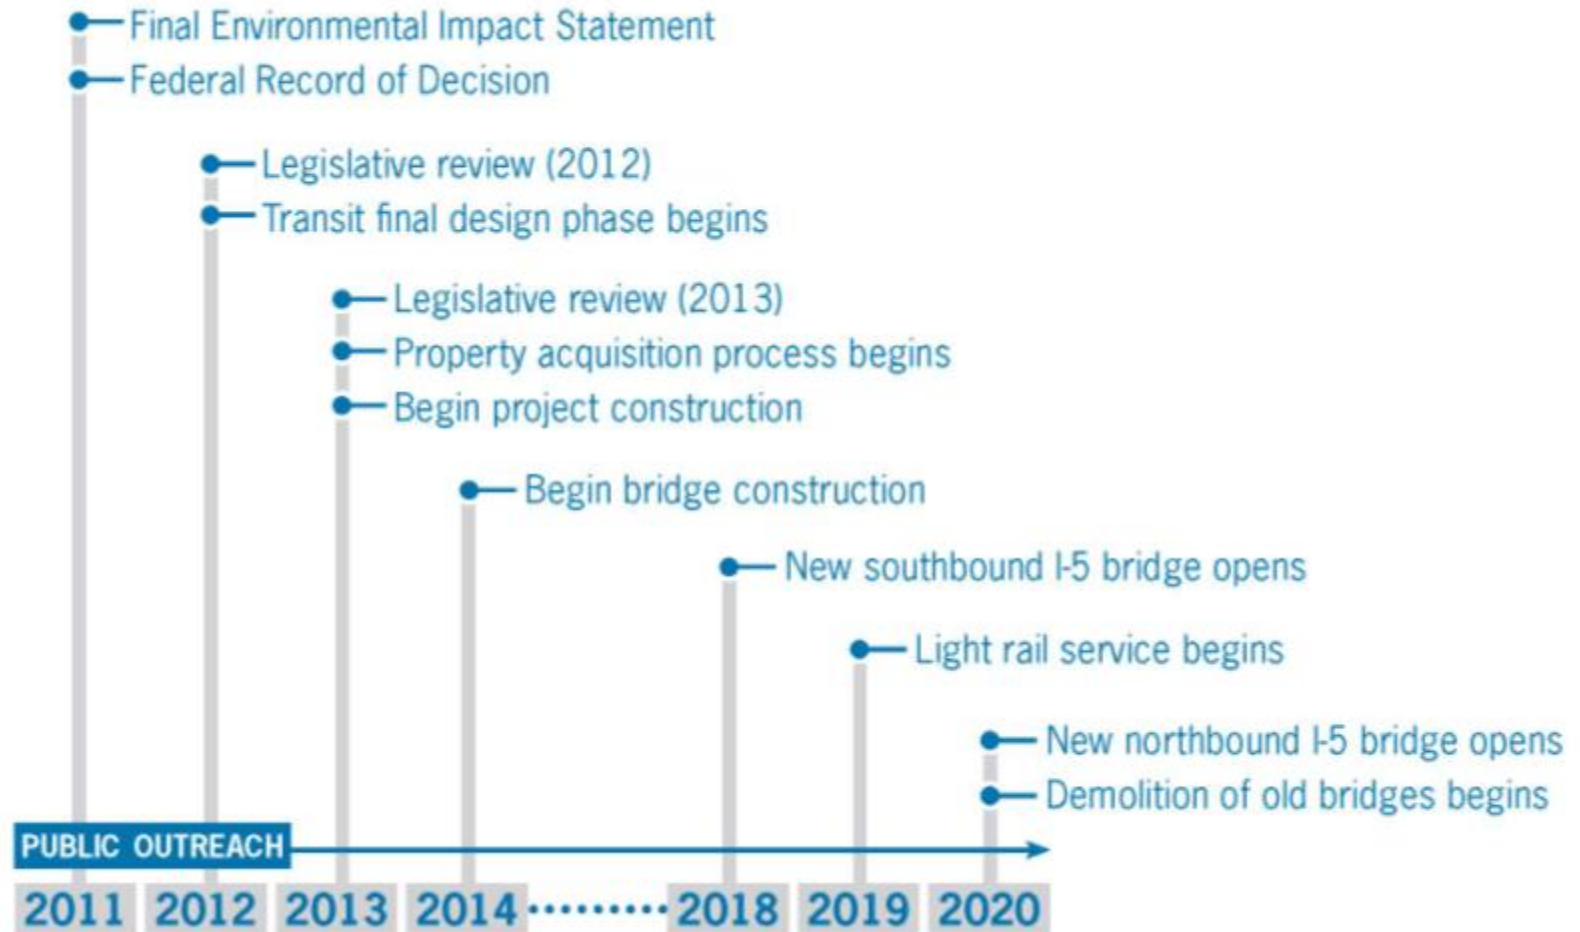 Final Environmental Impact Statement
Federal Record of Decision
Legislative review (2012)
Transit final design phase begins
Legislative review (2013)
Property acquisition process begins
Begin project construction
Begin bridge construction
New southbound I-5 bridge opens
Light rail service begins
New northbound I-5 bridge opens
Demolition of old bridges begins
PUBLIC OUTREACH
2011 2012 2013 2014 2018 2019 2020